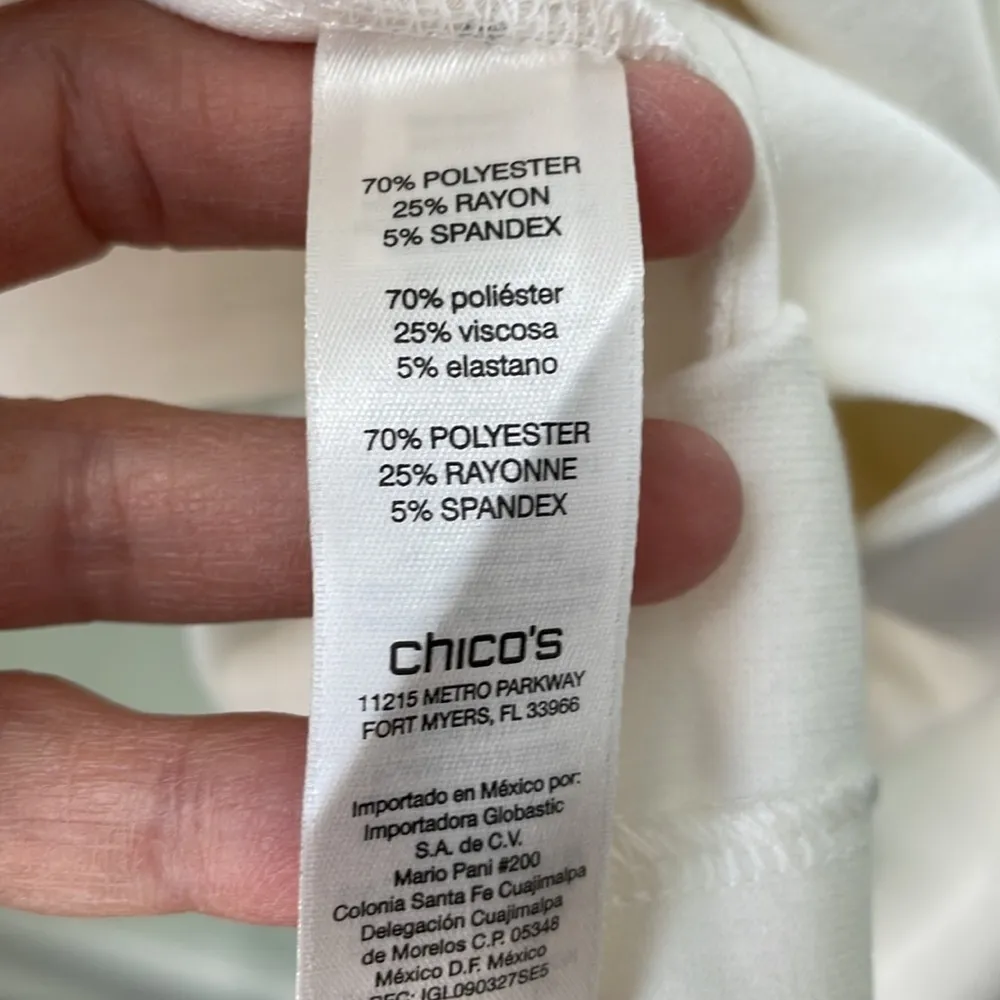 70% POLYESTER
25% RAYON
5% SPANDEX
70% poliéster
25% viscosa
5% elastano
70% POLYESTER
25% RAYONNE
5% SPANDEX
chico's
11215 METRO PARKWAY
FORT MYERS, FL 33966
Importado en México por:
Importadora Globastic
S.A. de C.V.
Mario Pani #200
Colonia Santa Fe Cuajimalpa
Delegación Cuajimalpa
de Morelos C.P. 05348
México D.F. México
RFC: IGL090327SE5